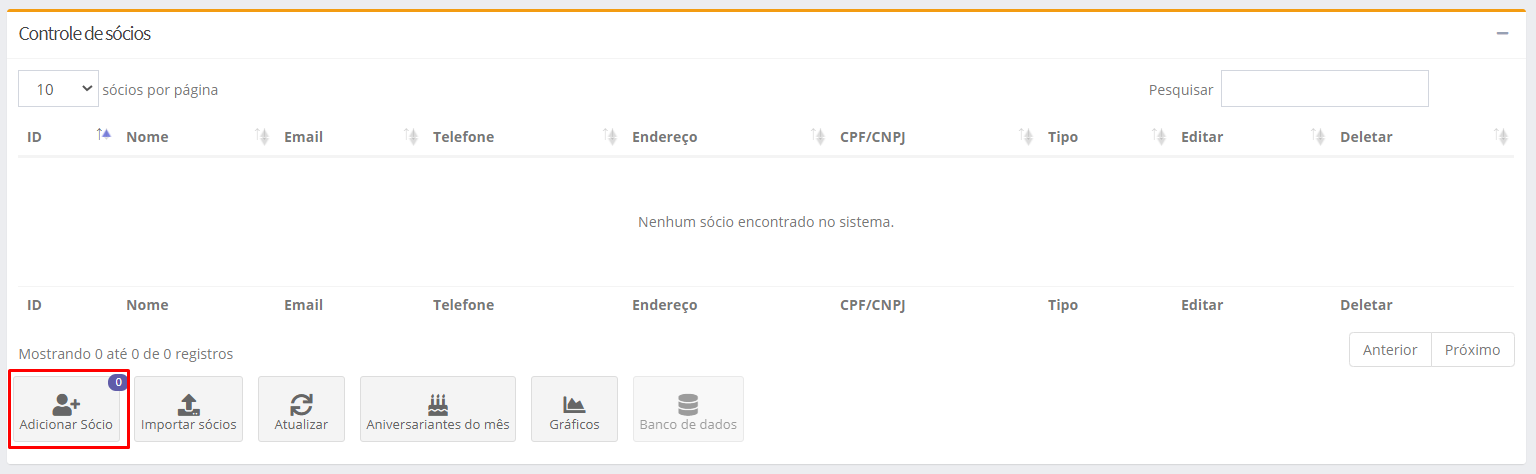 Controle de sócios
10 sócios por página Pesquisar
ID Nome Email Telefone Endereço CPF/CNPJ Tipo Editar Deletar
Nenhum sócio encontrado no sistema.
ID Nome Email Telefone Endereço CPF/CNPJ Tipo Editar Deletar
Mostrando 0 até 0 de 0 registros
Anterior Próximo
0
Adicionar Sócio Importar sócios Atualizar Aniversariantes do mês Gráficos Banco de dados